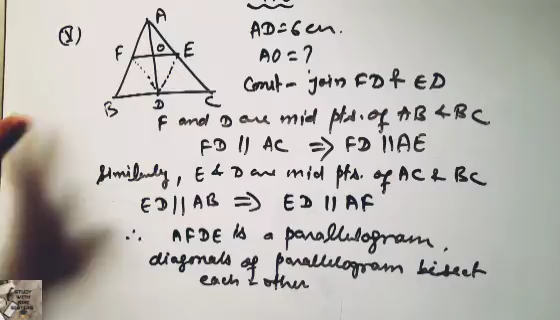 (V)
AD = 6 cm.
AO = ?
A
F O E
B D C
Const - join FD & ED
F and D are mid pts. of AB & BC
FD || AC ⇒ FD || AE
Similarly, E & D are mid pts. of AC & BC
ED || AB ⇒ ED || AF
∴ AFDE is a parallelogram.
diagonals of parallelogram bisect
each other
STUDY
WITH